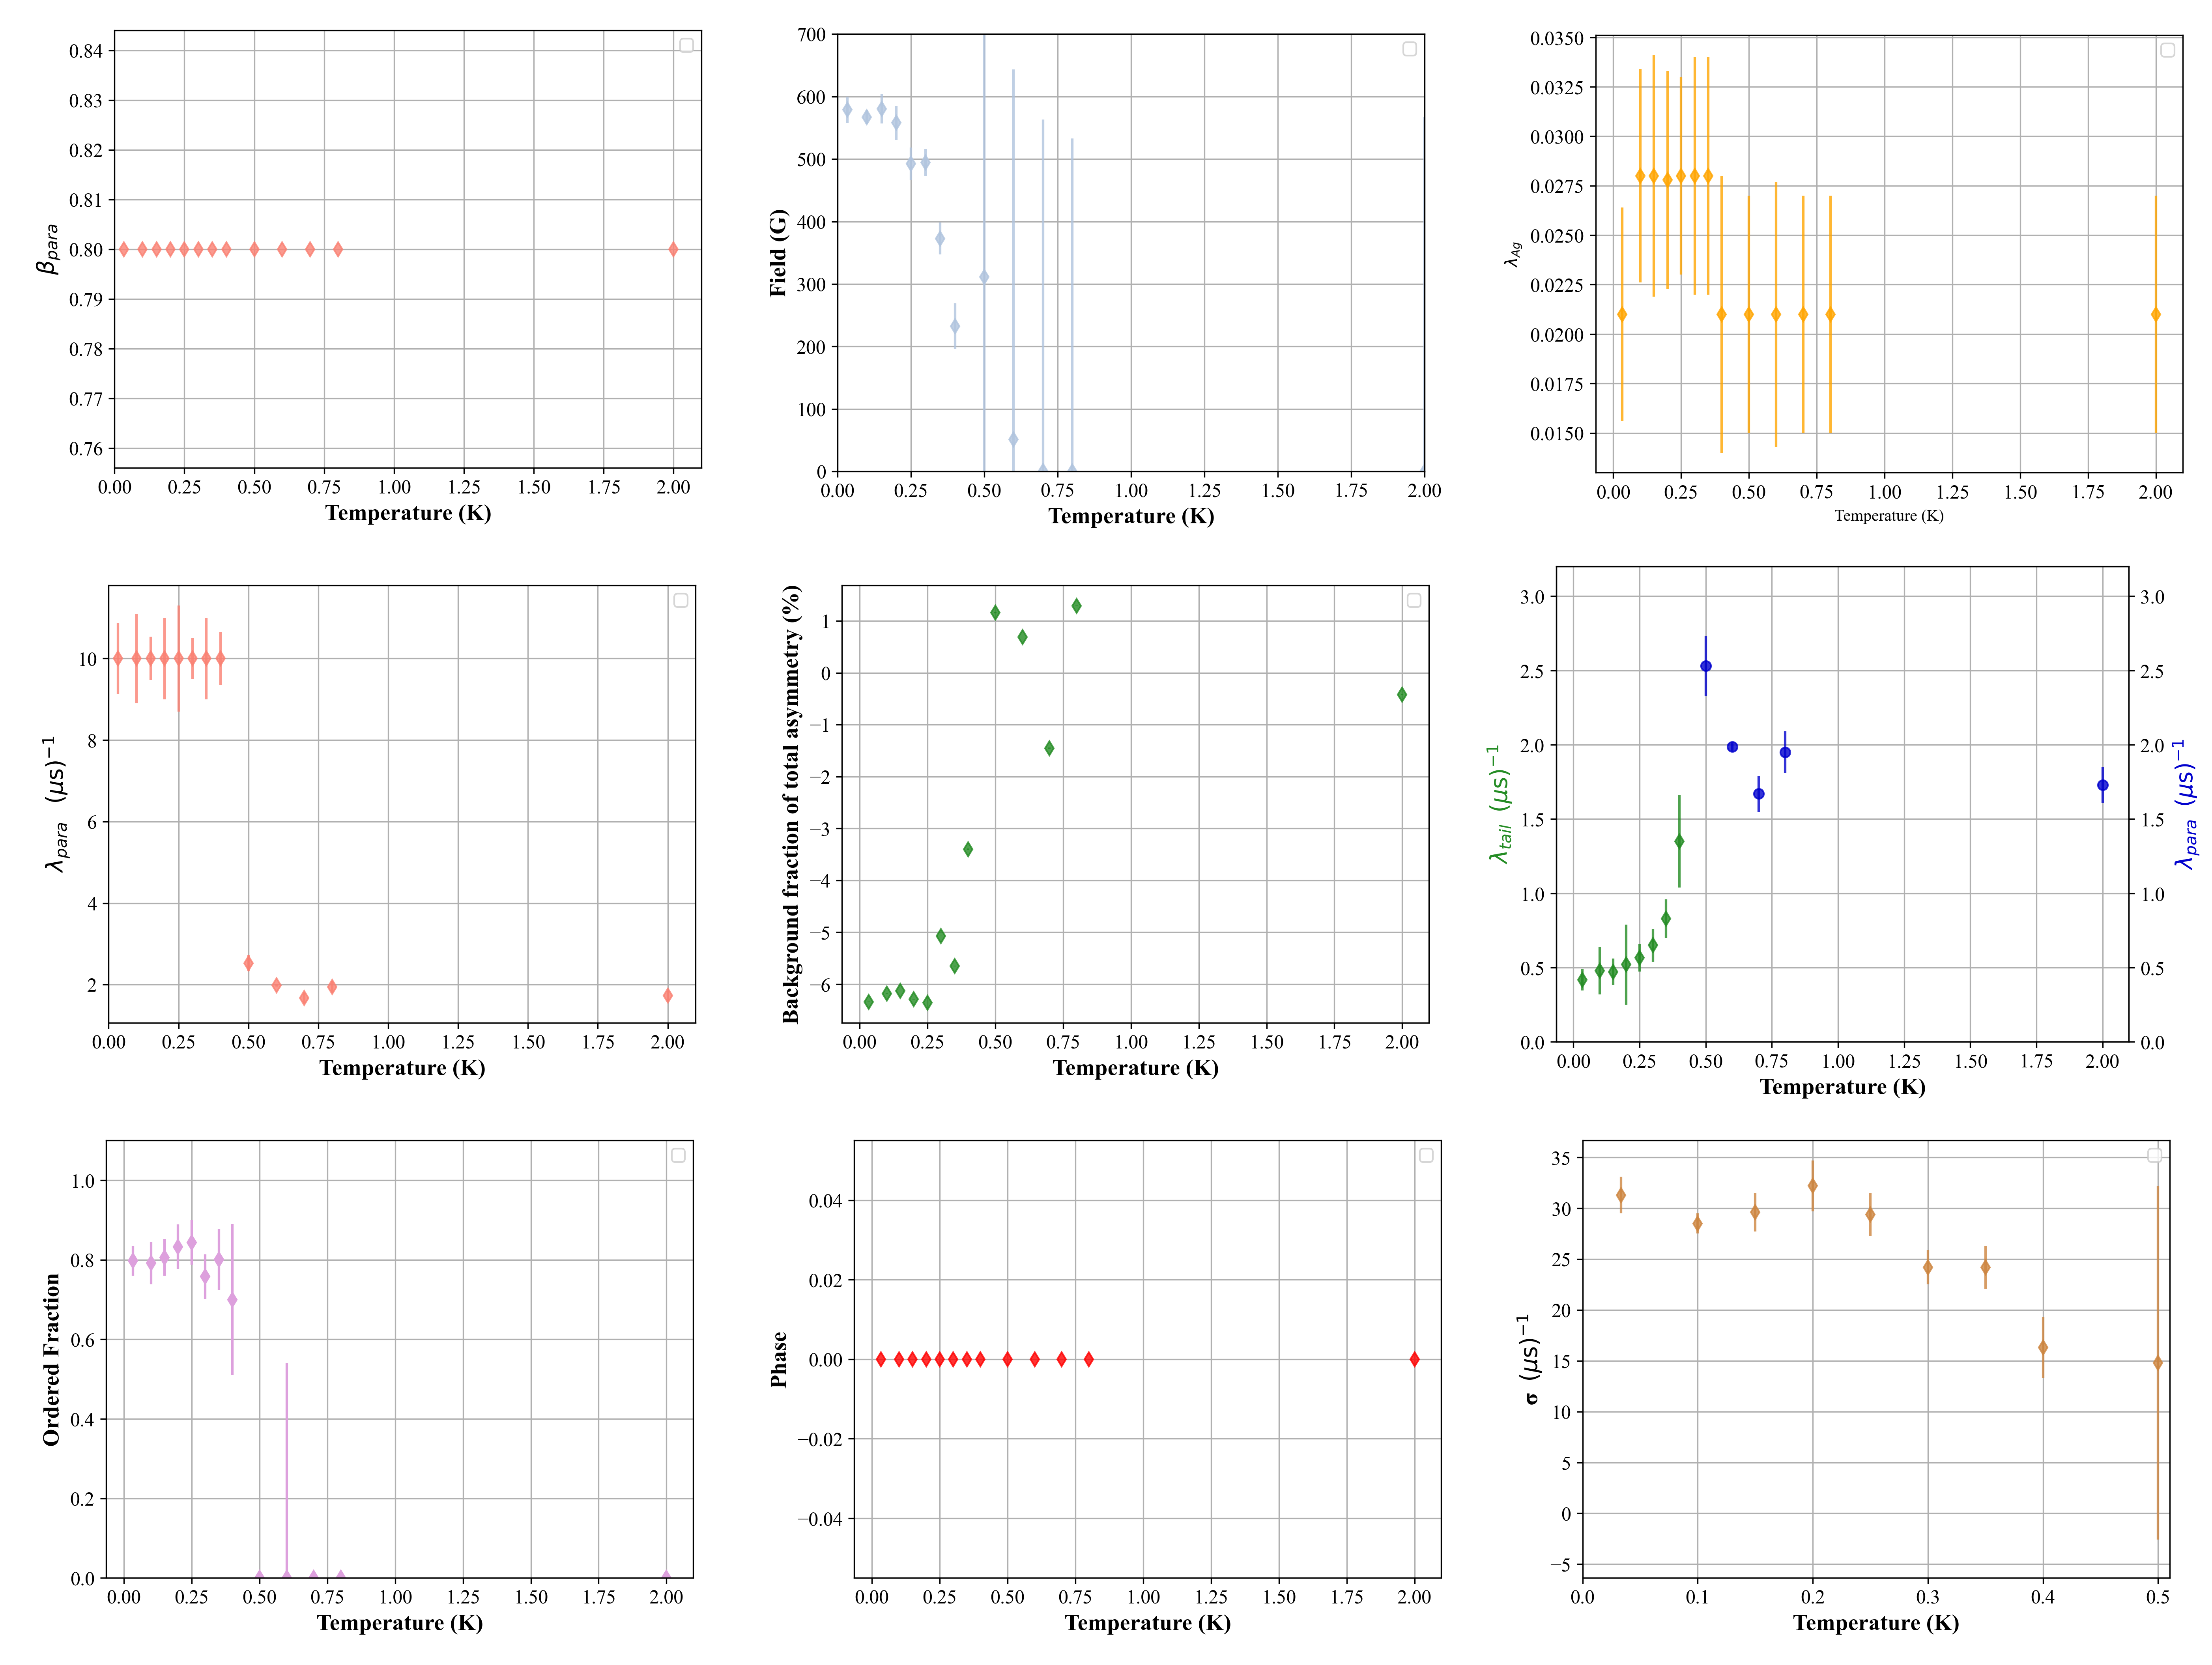 β_para
0.84
0.83
0.82
0.81
0.80
0.79
0.78
0.77
0.76
0.00 0.25 0.50 0.75 1.00 1.25 1.50 1.75 2.00
Temperature (K)
Field (G)
700
600
500
400
300
200
100
0
0.00 0.25 0.50 0.75 1.00 1.25 1.50 1.75 2.00
Temperature (K)
λ_Ag
0.0350
0.0325
0.0300
0.0275
0.0250
0.0225
0.0200
0.0175
0.0150
0.00 0.25 0.50 0.75 1.00 1.25 1.50 1.75 2.00
Temperature (K)
λ_para (μs)⁻¹
10
8
6
4
2
0.00 0.25 0.50 0.75 1.00 1.25 1.50 1.75 2.00
Temperature (K)
Background fraction of total asymmetry (%)
1
0
−1
−2
−3
−4
−5
−6
0.00 0.25 0.50 0.75 1.00 1.25 1.50 1.75 2.00
Temperature (K)
λ_tail (μs)⁻¹
3.0
2.5
2.0
1.5
1.0
0.5
0.0
0.00 0.25 0.50 0.75 1.00 1.25 1.50 1.75 2.00
Temperature (K)
3.0
2.5
2.0
1.5
1.0
0.5
0.0
λ_para (μs)⁻¹
Ordered Fraction
1.0
0.8
0.6
0.4
0.2
0.0
0.00 0.25 0.50 0.75 1.00 1.25 1.50 1.75 2.00
Temperature (K)
Phase
0.04
0.02
0.00
−0.02
−0.04
0.00 0.25 0.50 0.75 1.00 1.25 1.50 1.75 2.00
Temperature (K)
σ (μs)⁻¹
35
30
25
20
15
10
5
0
−5
0.0 0.1 0.2 0.3 0.4 0.5
Temperature (K)